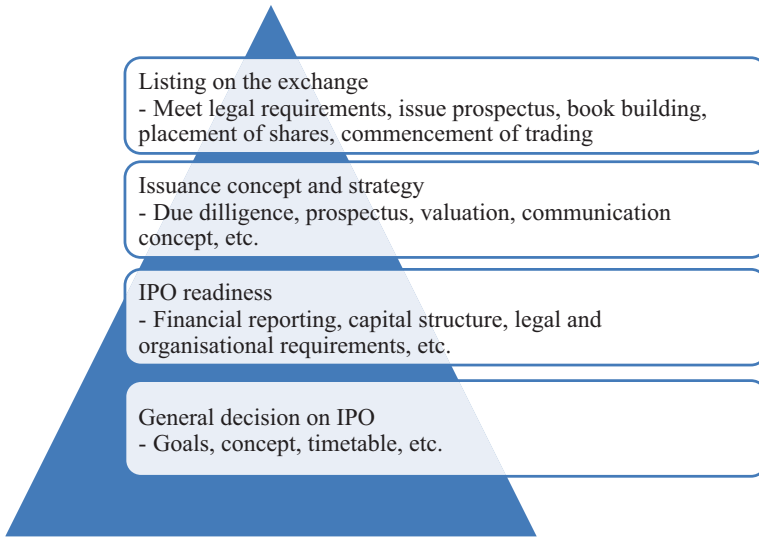 Listing on the exchange
- Meet legal requirements, issue prospectus, book building,
placement of shares, commencement of trading
Issuance concept and strategy
- Due dilligence, prospectus, valuation, communication
concept, etc.
IPO readiness
- Financial reporting, capital structure, legal and
organisational requirements, etc.
General decision on IPO
- Goals, concept, timetable, etc.